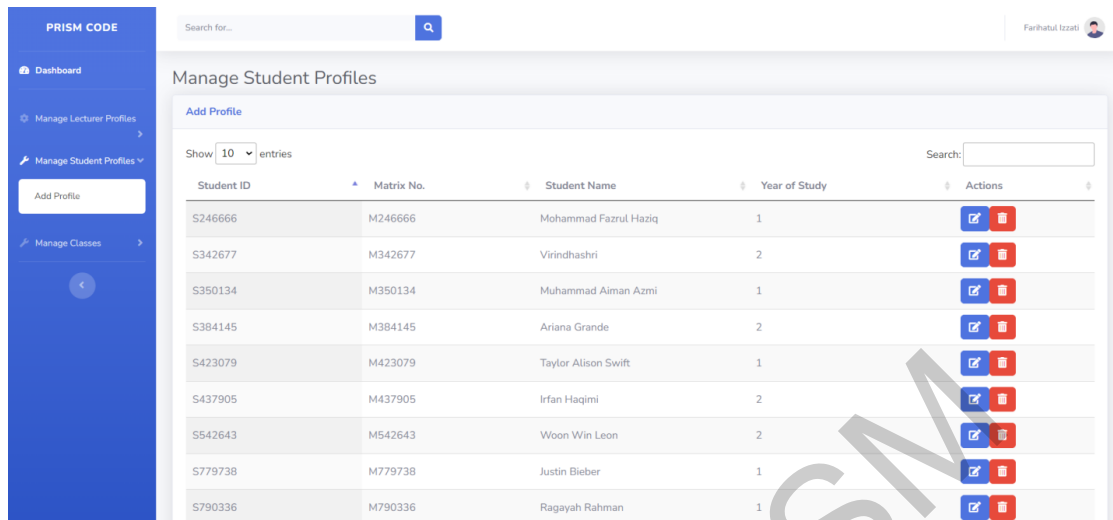 PRISM CODE
Search for...
Farihatul Izzati
Dashboard
Manage Student Profiles
Manage Lecturer Profiles
Add Profile
Manage Student Profiles
Show 10 entries
Search:
Add Profile
Student ID Matrix No. Student Name Year of Study Actions
Manage Classes
S246666 M246666 Mohammad Fazrul Haziq 1
S342677 M342677 Virindhashri 2
S350134 M350134 Muhammad Aiman Azmi 1
S384145 M384145 Ariana Grande 2
S423079 M423079 Taylor Alison Swift 1
S437905 M437905 Irfan Haqimi 2
S542643 M542643 Woon Win Leon 2
S779738 M779738 Justin Bieber 1
S790336 M790336 Ragayah Rahman 1
SM